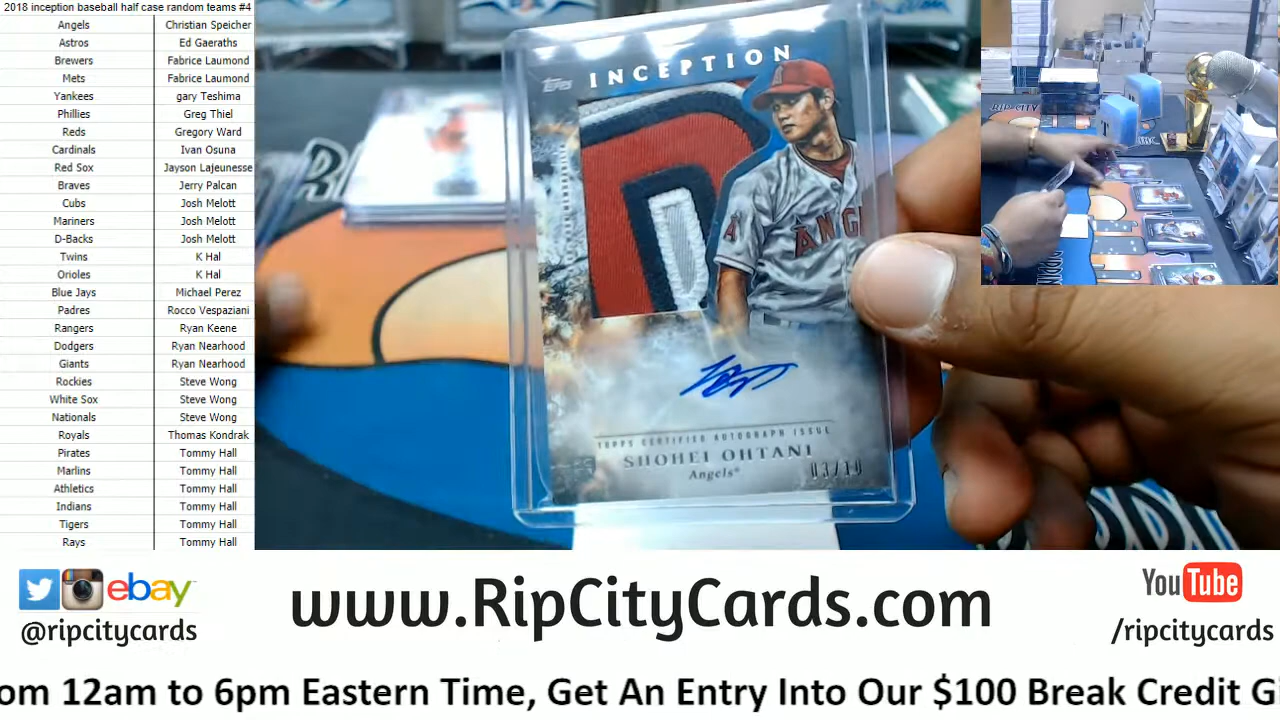 2018 inception baseball half case random teams #4
Angels Christian Speicher
Astros Ed Gaeraths
Brewers Fabrice Laumond
Mets Fabrice Laumond
Yankees gary Teshima
Phillies Greg Thiel
Reds Gregory Ward
Cardinals Ivan Osuna
Red Sox Jayson Lajeunesse
Braves Jerry Palcan
Cubs Josh Melott
Mariners Josh Melott
D-Backs Josh Melott
Twins K Hal
Orioles K Hal
Blue Jays Michael Perez
Padres Rocco Vespaziani
Rangers Ryan Keene
Dodgers Ryan Nearhood
Giants Ryan Nearhood
Rockies Steve Wong
White Sox Steve Wong
Nationals Steve Wong
Royals Thomas Kondrak
Pirates Tommy Hall
Marlins Tommy Hall
Athletics Tommy Hall
Indians Tommy Hall
Tigers Tommy Hall
Rays Tommy Hall
Topps INCEPTION
ANG
TOPPS CERTIFIED AUTOGRAPH ISSUE
SHOHEI OHTANI
Angels
03/10
RIP CITY
ebay
@ripcitycards
www.RipCityCards.com
YouTube
/ripcitycards
om 12am to 6pm Eastern Time, Get An Entry Into Our $100 Break Credit Gi